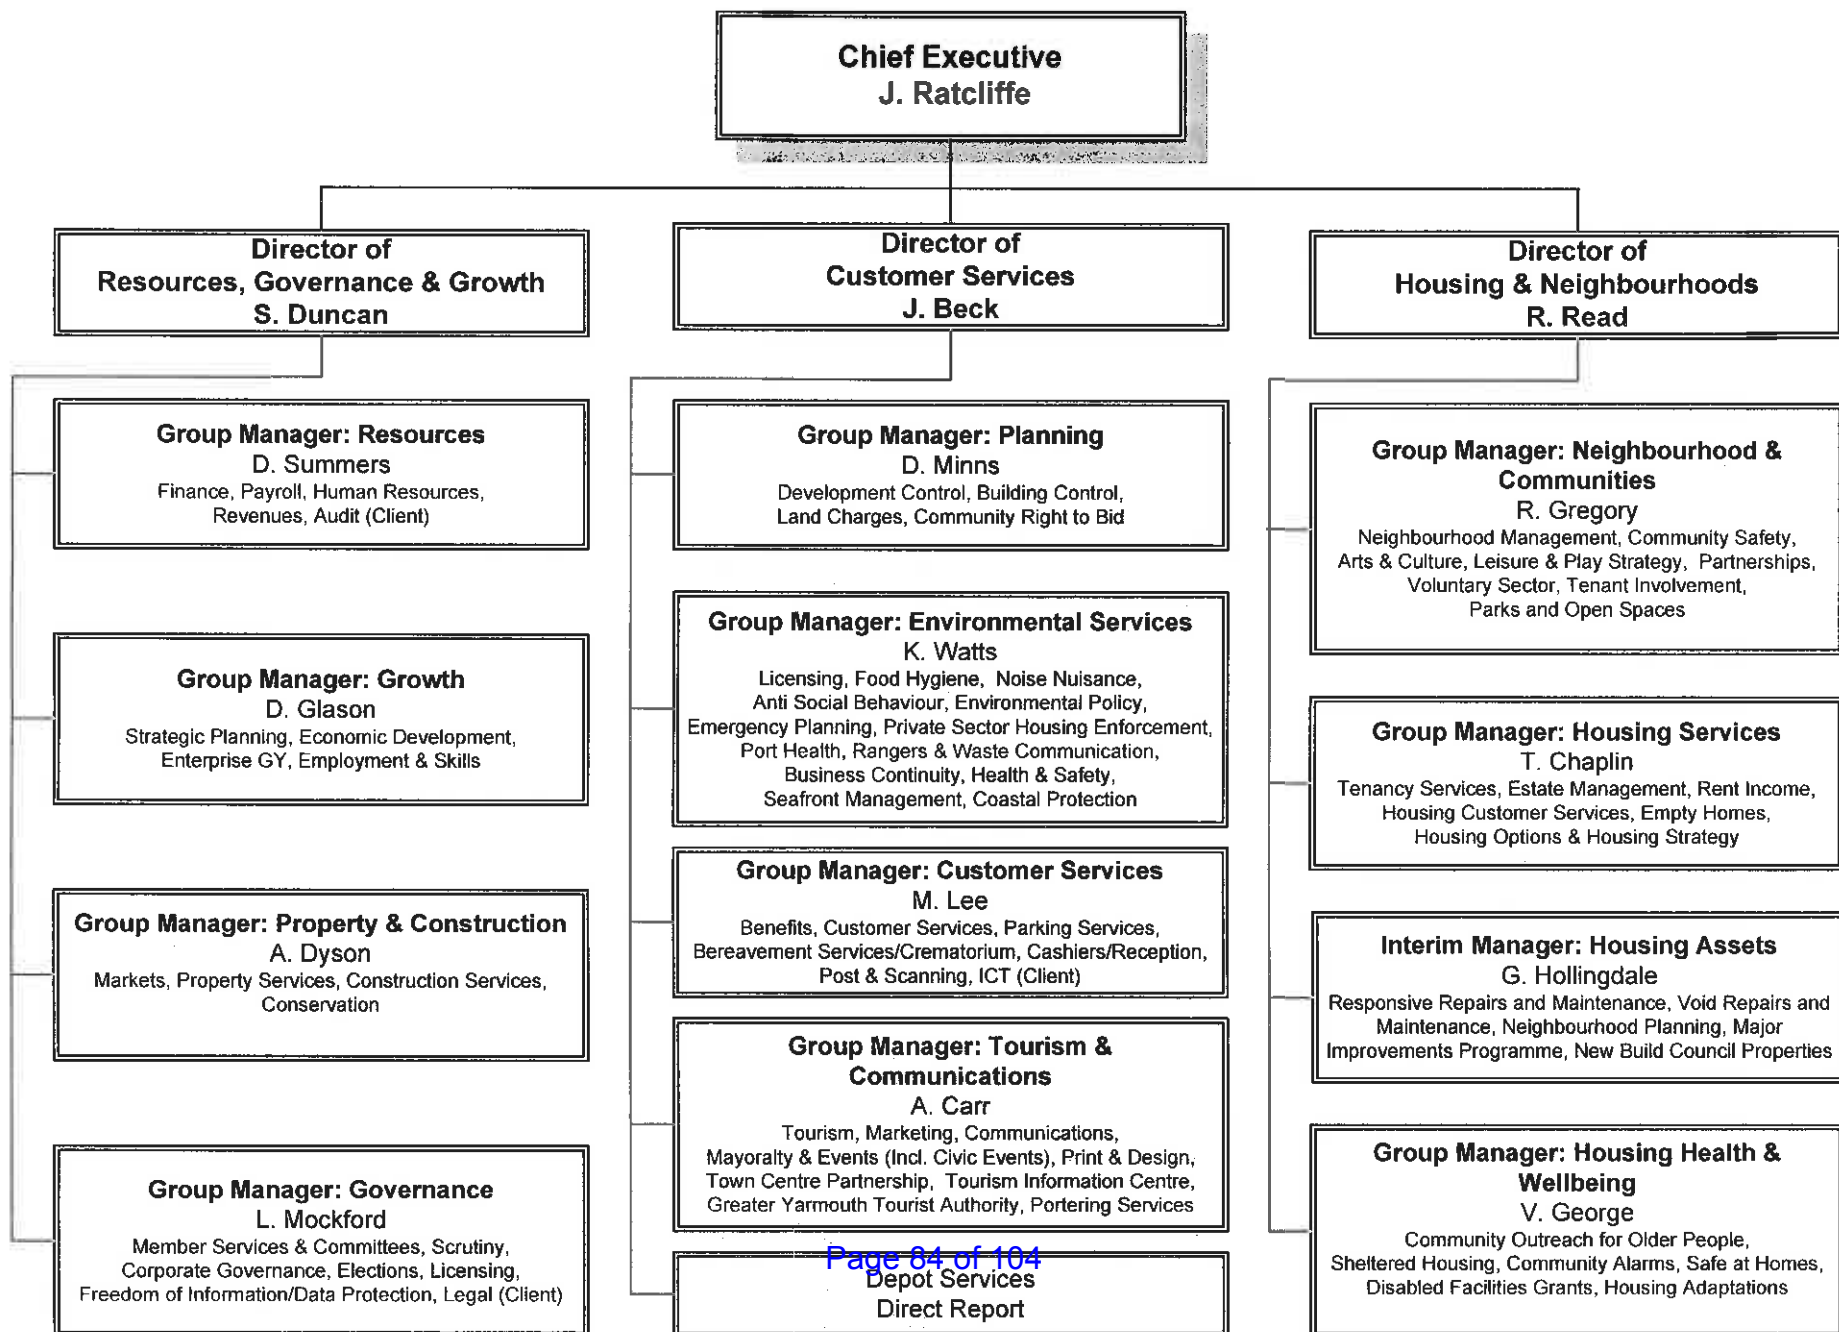 Chief Executive
J. Ratcliffe
Director of
Resources, Governance & Growth
S. Duncan
Group Manager: Resources
D. Summers
Finance, Payroll, Human Resources,
Revenues, Audit (Client)
Group Manager: Growth
D. Glason
Strategic Planning, Economic Development,
Enterprise GY, Employment & Skills
Group Manager: Property & Construction
A. Dyson
Markets, Property Services, Construction Services,
Conservation
Group Manager: Governance
L. Mockford
Member Services & Committees, Scrutiny,
Corporate Governance, Elections, Licensing,
Freedom of Information/Data Protection, Legal (Client)
Director of
Customer Services
J. Beck
Group Manager: Planning
D. Minns
Development Control, Building Control,
Land Charges, Community Right to Bid
Group Manager: Environmental Services
K. Watts
Licensing, Food Hygiene, Noise Nuisance,
Anti Social Behaviour, Environmental Policy,
Emergency Planning, Private Sector Housing Enforcement,
Port Health, Rangers & Waste Communication,
Business Continuity, Health & Safety,
Seafront Management, Coastal Protection
Group Manager: Customer Services
M. Lee
Benefits, Customer Services, Parking Services,
Bereavement Services/Crematorium, Cashiers/Reception,
Post & Scanning, ICT (Client)
Group Manager: Tourism &
Communications
A. Carr
Tourism, Marketing, Communications,
Mayoralty & Events (Incl. Civic Events), Print & Design,
Town Centre Partnership, Tourism Information Centre,
Greater Yarmouth Tourist Authority, Portering Services
Page 84 of 104
Depot Services
Direct Report
Director of
Housing & Neighbourhoods
R. Read
Group Manager: Neighbourhood &
Communities
R. Gregory
Neighbourhood Management, Community Safety,
Arts & Culture, Leisure & Play Strategy, Partnerships,
Voluntary Sector, Tenant Involvement,
Parks and Open Spaces
Group Manager: Housing Services
T. Chaplin
Tenancy Services, Estate Management, Rent Income,
Housing Customer Services, Empty Homes,
Housing Options & Housing Strategy
Interim Manager: Housing Assets
G. Hollingdale
Responsive Repairs and Maintenance, Void Repairs and
Maintenance, Neighbourhood Planning, Major
Improvements Programme, New Build Council Properties
Group Manager: Housing Health &
Wellbeing
V. George
Community Outreach for Older People,
Sheltered Housing, Community Alarms, Safe at Homes,
Disabled Facilities Grants, Housing Adaptations